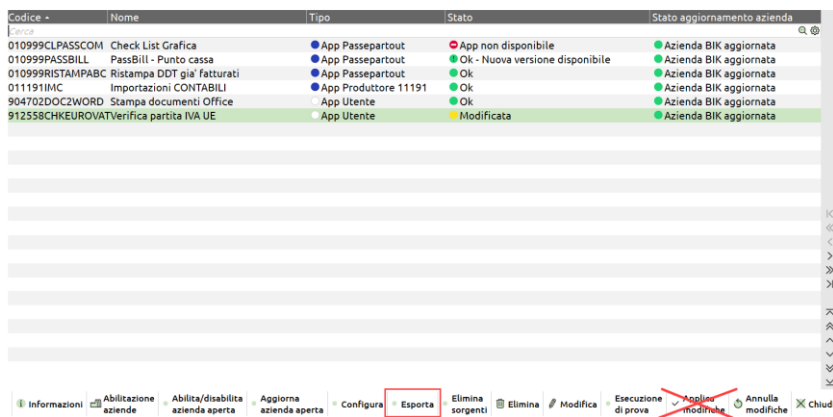 Codice Nome Tipo Stato Stato aggiornamento azienda
Cerca
010999CLPASSCOM Check List Grafica App Passepartout App non disponibile Azienda BIK aggiornata
010999PASSBILL PassBill - Punto cassa App Passepartout Ok - Nuova versione disponibile Azienda BIK aggiornata
010999RISTAMPABC Ristampa DDT gia' fatturati App Passepartout Ok Azienda BIK aggiornata
011191IMC Importazioni CONTABILI App Produttore 11191 Ok Azienda BIK aggiornata
904702DOC2WORD Stampa documenti Office App Utente Ok Azienda BIK aggiornata
912558CHKEUROVAT Verifica partita IVA UE App Utente Modificata Azienda BIK aggiornata
Informazioni
Abilitazione
aziende
Abilita/disabilita
azienda aperta
Aggiorna
azienda aperta
Configura
Esporta
Elimina
sorgenti
Elimina
Modifica
Esecuzione
di prova
Applica
modifiche
Annulla
modifiche
Chiud